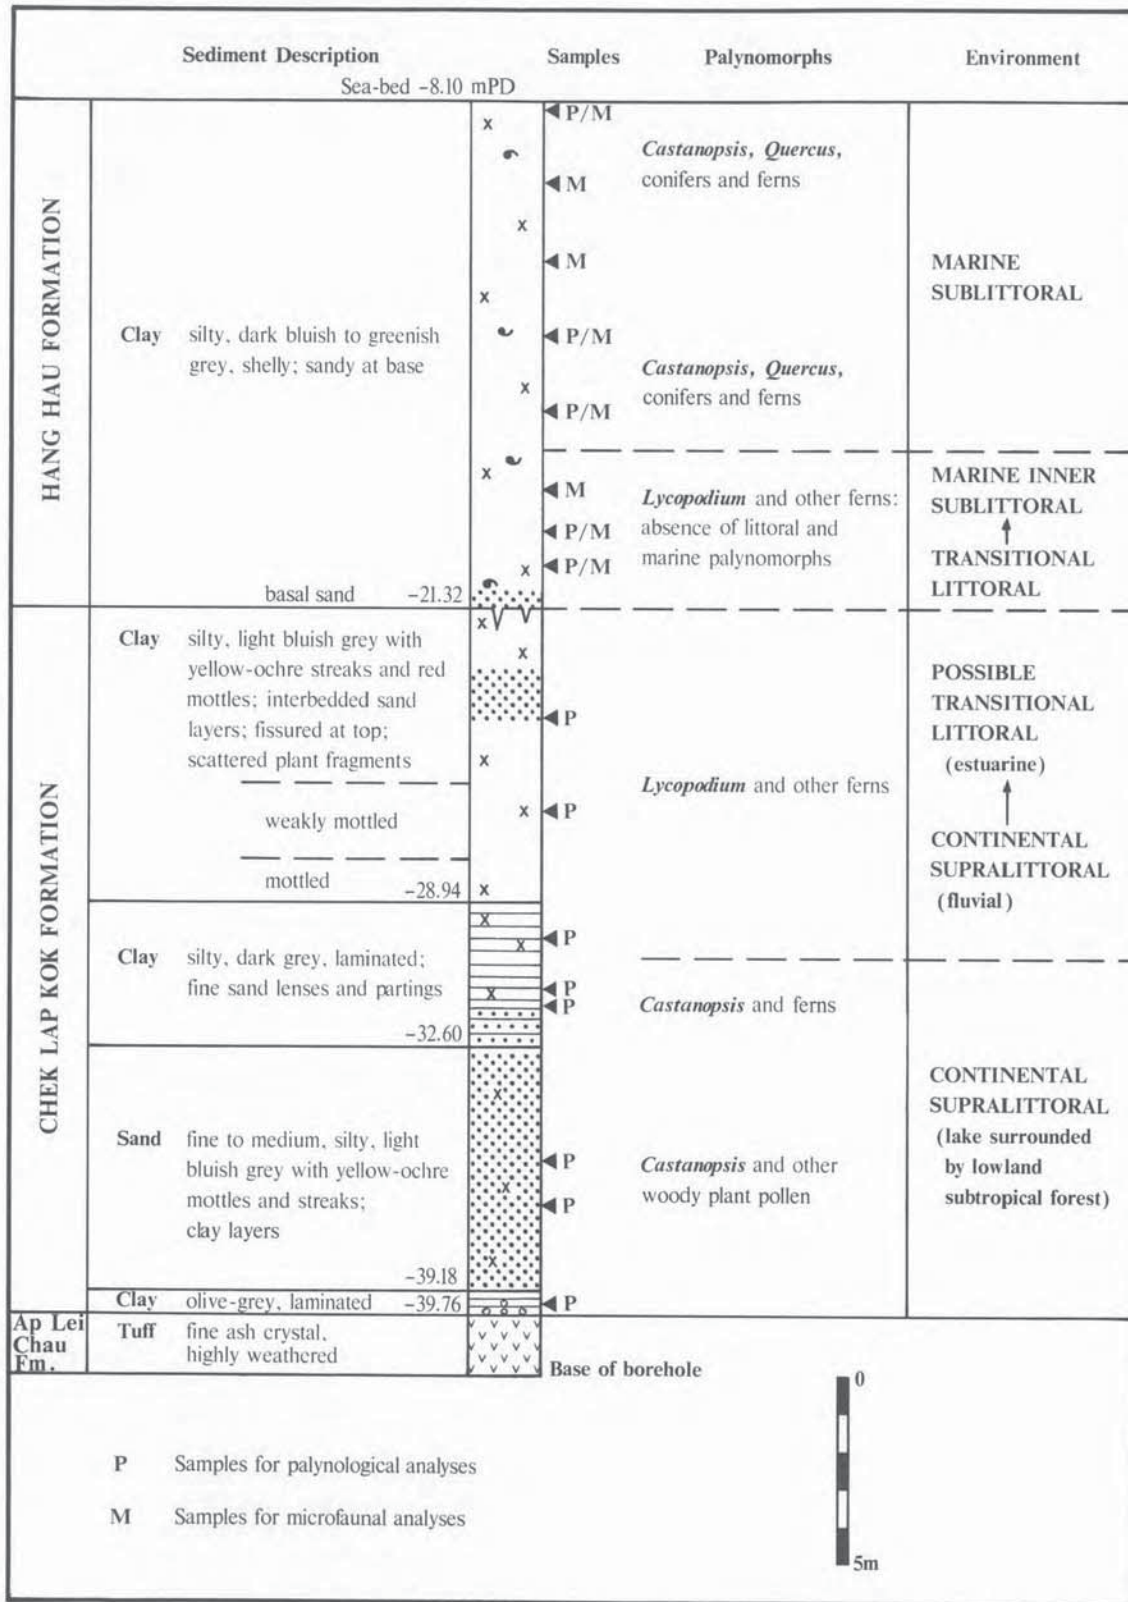 Sediment Description
Samples
Palynomorphs
Environment
Sea-bed -8.10 mPD
HANG HAU FORMATION
Clay silty, dark bluish to greenish
grey, shelly; sandy at base
basal sand -21.32
x
x
x
x
x
x
P/M
M
M
P/M
P/M
M
P/M
P/M
Castanopsis, Quercus,
conifers and ferns
Castanopsis, Quercus,
conifers and ferns
Lycopodium and other ferns:
absence of littoral and
marine palynomorphs
MARINE
SUBLITTORAL
MARINE INNER
SUBLITTORAL
TRANSITIONAL
LITTORAL
CHEK LAP KOK FORMATION
Clay silty, light bluish grey with
yellow-ochre streaks and red
mottles; interbedded sand
layers; fissured at top;
scattered plant fragments
weakly mottled
mottled -28.94
x
x
x
x
x
P
P
Lycopodium and other ferns
POSSIBLE
TRANSITIONAL
LITTORAL
(estuarine)
CONTINENTAL
SUPRALITTORAL
(fluvial)
Clay silty, dark grey, laminated;
fine sand lenses and partings
-32.60
x
x
x
P
P
P
Castanopsis and ferns
Sand fine to medium, silty, light
bluish grey with yellow-ochre
mottles and streaks;
clay layers
-39.18
x
x
x
P
P
Castanopsis and other
woody plant pollen
CONTINENTAL
SUPRALITTORAL
(lake surrounded
by lowland
subtropical forest)
Clay olive-grey, laminated -39.76
P
Ap Lei
Chau
Fm.
Tuff fine ash crystal,
highly weathered
Base of borehole
P Samples for palynological analyses
M Samples for microfaunal analyses
0
5m